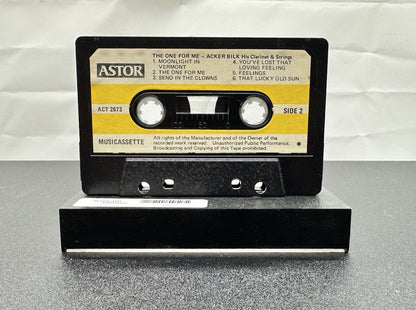 ASTOR
THE ONE FOR ME – ACKER BILK His Clarinet & Strings
1. MOONLIGHT IN
VERMONT
2. THE ONE FOR ME
3. SEND IN THE CLOWNS
4. YOU'VE LOST THAT
LOVING FEELING
5. FEELINGS
6. THAT LUCKY OLD SUN
ACT 2673
SIDE 2
MUSICASSETTE
All rights of the Manufacturer and of the Owner of the
recorded work reserved. Unauthorized Public Performance,
Broadcasting and Copying of this Tape prohibited.